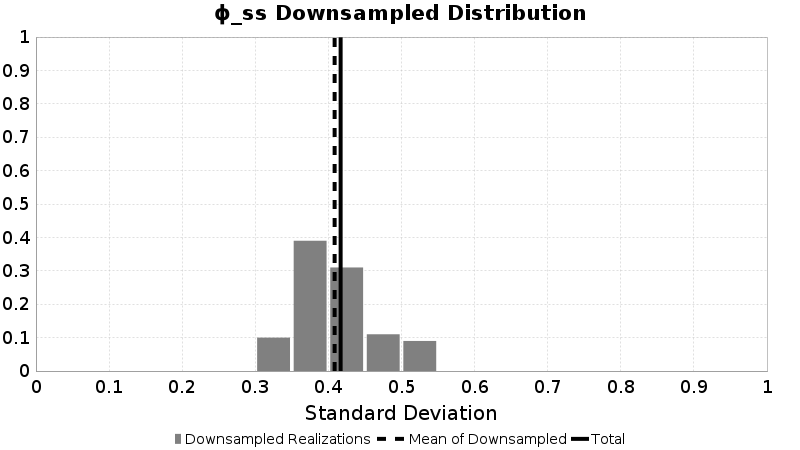 ϕ_ss Downsampled Distribution
1
0.9
0.8
0.7
0.6
0.5
0.4
0.3
0.2
0.1
0
0 0.1 0.2 0.3 0.4 0.5 0.6 0.7 0.8 0.9 1
Standard Deviation
Downsampled Realizations Mean of Downsampled Total